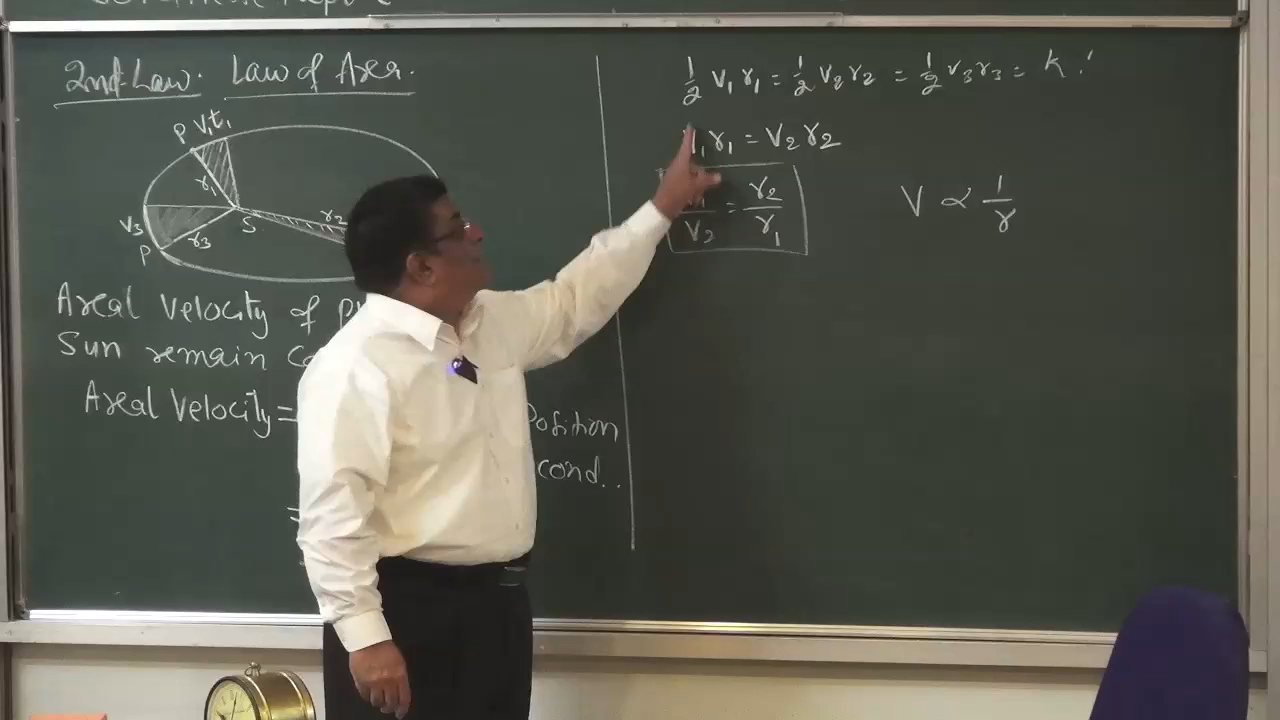 2nd-Law. Law of Area.
P V₁t₁
r₁
V₃
r₂
S
r₃
P
Areal velocity of
Sun remain
Areal Velocity =
position
cond..
=
½ V₁ r₁ = ½ V₂ r₂ = ½ V₃ r₃ = K
r₁ = V₂ r₂
/V₂ = r₂/r₁
V ∝ 1/r